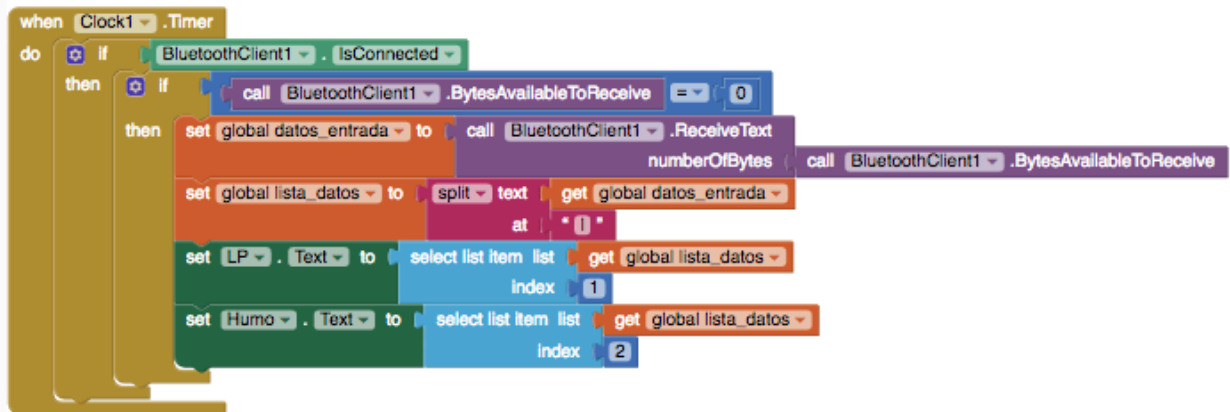 when Clock1 .Timer
do if BluetoothClient1 . IsConnected
then if call BluetoothClient1 .BytesAvailableToReceive = 0
then set global datos_entrada to call BluetoothClient1 .ReceiveText
numberOfBytes call BluetoothClient1 .BytesAvailableToReceive
set global lista_datos to split text get global datos_entrada
at " | "
set LP . Text to select list item list get global lista_datos
index 1
set Humo . Text to select list item list get global lista_datos
index 2